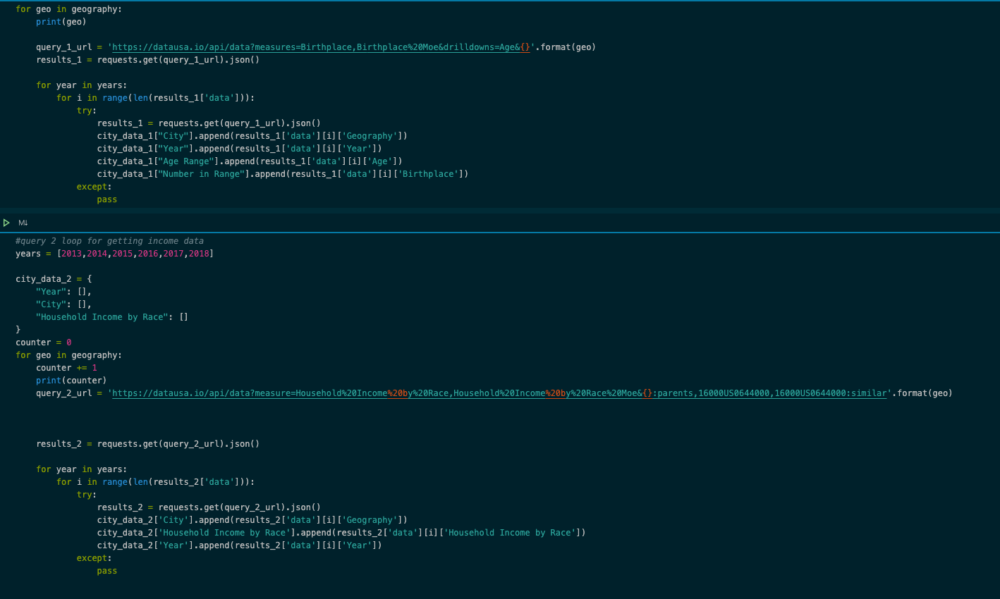 for geo in geography:
    print(geo)
    query_1_url = 'https://datausa.io/api/data?measures=Birthplace,Birthplace%20Moe&drilldowns=Age&{}'.format(geo)
    results_1 = requests.get(query_1_url).json()
    for year in years:
        for i in range(len(results_1['data'])):
            try:
                results_1 = requests.get(query_1_url).json()
                city_data_1["City"].append(results_1['data'][i]['Geography'])
                city_data_1["Year"].append(results_1['data'][i]['Year'])
                city_data_1["Age Range"].append(results_1['data'][i]['Age'])
                city_data_1["Number in Range"].append(results_1['data'][i]['Birthplace'])
            except:
                pass
M↓
#query 2 loop for getting income data
years = [2013,2014,2015,2016,2017,2018]
city_data_2 = {
    "Year": [],
    "City": [],
    "Household Income by Race": []
}
counter = 0
for geo in geography:
    counter += 1
    print(counter)
    query_2_url = 'https://datausa.io/api/data?measure=Household%20Income%20by%20Race,Household%20Income%20by%20Race%20Moe&{}:parents,16000US0644000,16000US0644000:similar'.format(geo)
    results_2 = requests.get(query_2_url).json()
    for year in years:
        for i in range(len(results_2['data'])):
            try:
                results_2 = requests.get(query_2_url).json()
                city_data_2['City'].append(results_2['data'][i]['Geography'])
                city_data_2['Household Income by Race'].append(results_2['data'][i]['Household Income by Race'])
                city_data_2['Year'].append(results_2['data'][i]['Year'])
            except:
                pass